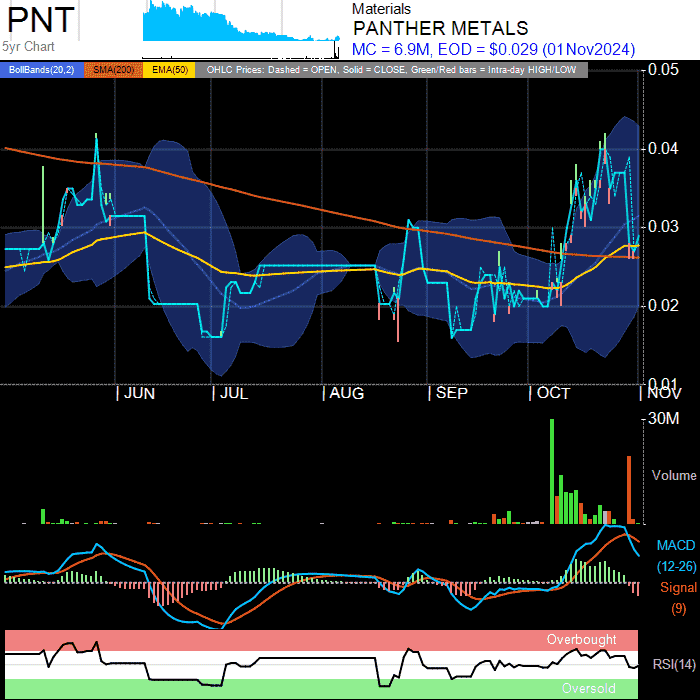 PNT
5yr Chart
Materials
PANTHER METALS
MC = 6.9M, EOD = $0.029 (01Nov2024)
BollBands(20,2) SMA(200) EMA(50) OHLC Prices: Dashed = OPEN, Solid = CLOSE, Green/Red bars = Intra-day HIGH/LOW
0.05
0.04
0.03
0.02
0.01
| JUN | JUL | AUG | SEP | OCT | NOV
30M
Volume
MACD
(12-26)
Signal
(9)
Overbought
RSI(14)
Oversold